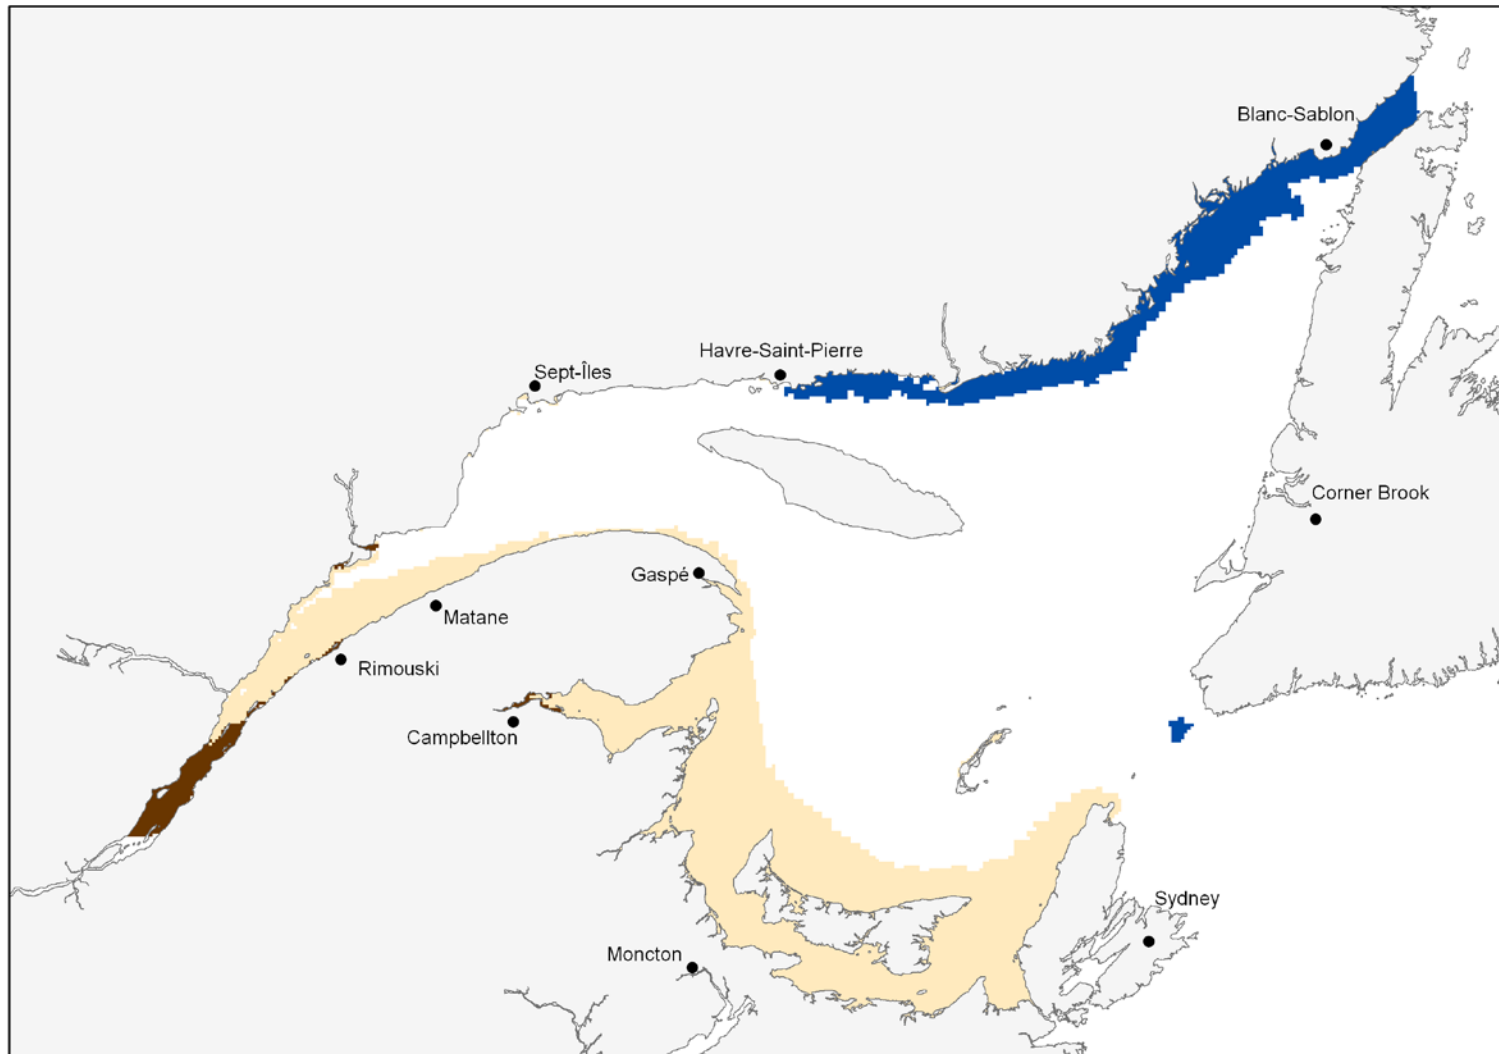 Blanc-Sablon
Havre-Saint-Pierre
Sept-Îles
Corner Brook
Gaspé
Matane
Rimouski
Campbellton
Sydney
Moncton